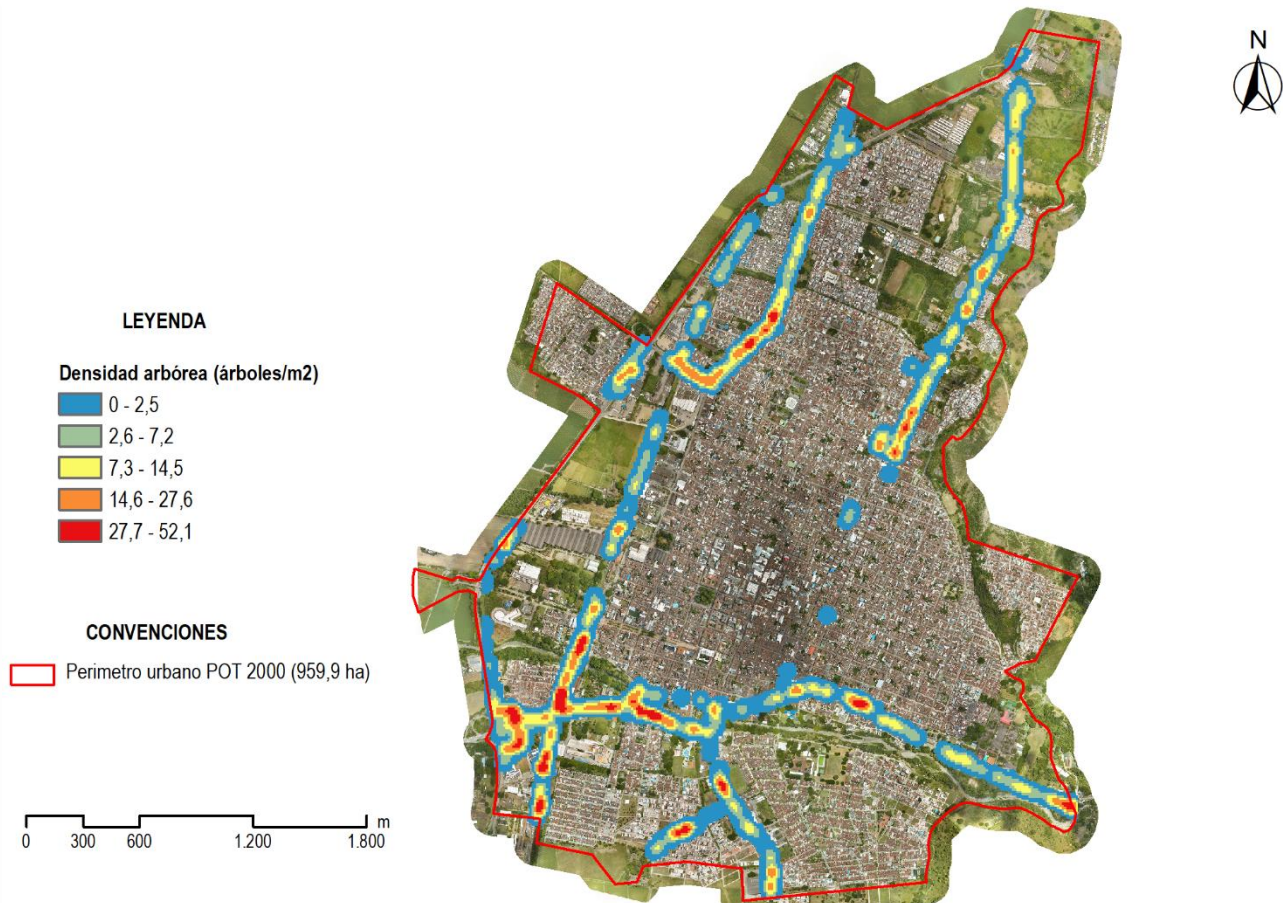 N
LEYENDA
Densidad arbórea (árboles/m2)
0 - 2,5
2,6 - 7,2
7,3 - 14,5
14,6 - 27,6
27,7 - 52,1
CONVENCIONES
Perimetro urbano POT 2000 (959,9 ha)
m
0 300 600 1.200 1.800